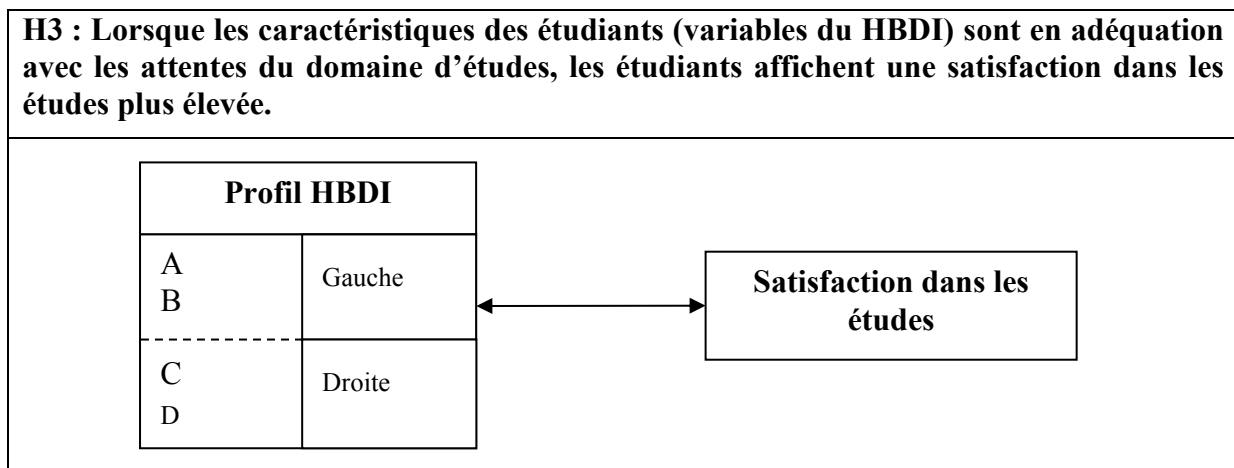 H3 : Lorsque les caractéristiques des étudiants (variables du HBDI) sont en adéquation
avec les attentes du domaine d’études, les étudiants affichent une satisfaction dans les
études plus élevée.
Profil HBDI
A
B
Gauche
C
D
Droite
Satisfaction dans les
études